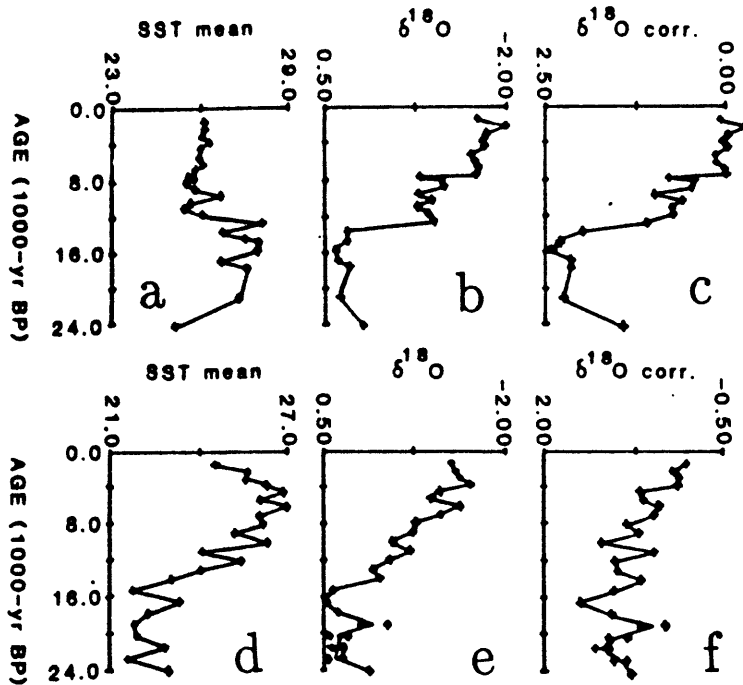 SST mean
δ18O
δ18O corr.
23.0
29.0
0.50
-2.00
2.50
0.00
AGE (1000-yr BP)
0.0
8.0
16.0
24.0
a
b
c
SST mean
δ18O
δ18O corr.
21.0
27.0
0.50
-2.00
2.00
-0.50
AGE (1000-yr BP)
0.0
8.0
16.0
24.0
d
e
f